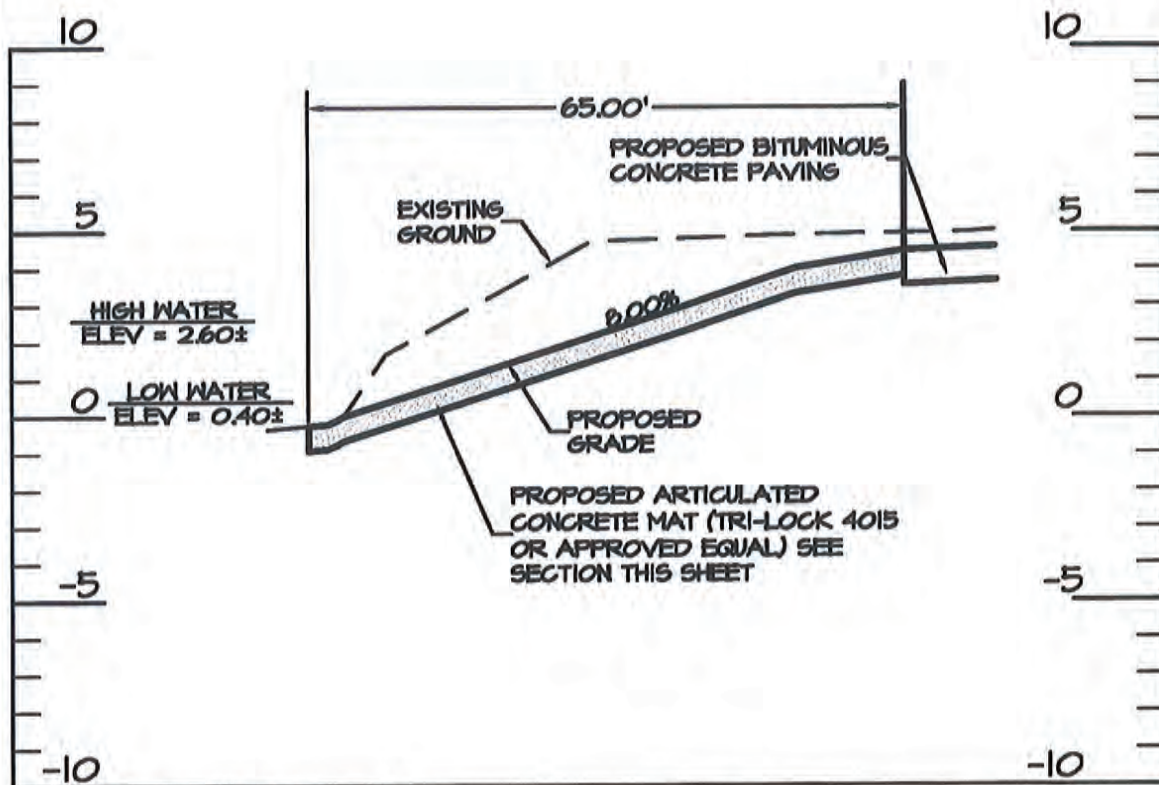 10
10
65.00'
PROPOSED BITUMINOUS
CONCRETE PAVING
EXISTING
GROUND
5
5
HIGH WATER
ELEV = 2.60±
8.00%
LOW WATER
ELEV = 0.40±
0
0
PROPOSED
GRADE
PROPOSED ARTICULATED
CONCRETE MAT (TRI-LOCK 4015
OR APPROVED EQUAL) SEE
SECTION THIS SHEET
-5
-5
-10
-10